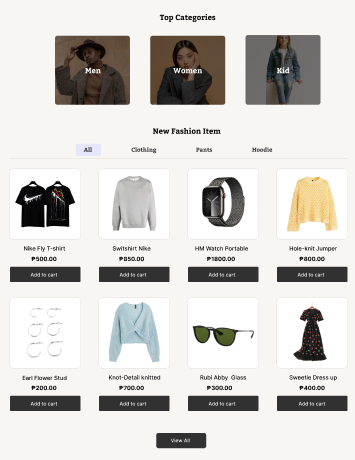 Top Categories
Men
Women
Kid
New Fashion Item
All
Clothing
Pants
Hoodie
Nike Fly T-shirt
Switshirt Nike
HM Watch Portable
Hole-knit Jumper
₱500.00
₱850.00
₱1800.00
₱800.00
Add to cart
Add to cart
Add to cart
Add to cart
Earl Flower Stud
Knot-Detail knitted
Rubi Abby Glass
Sweetie Dress up
₱200.00
₱700.00
₱300.00
₱400.00
Add to cart
Add to cart
Add to cart
Add to cart
View All